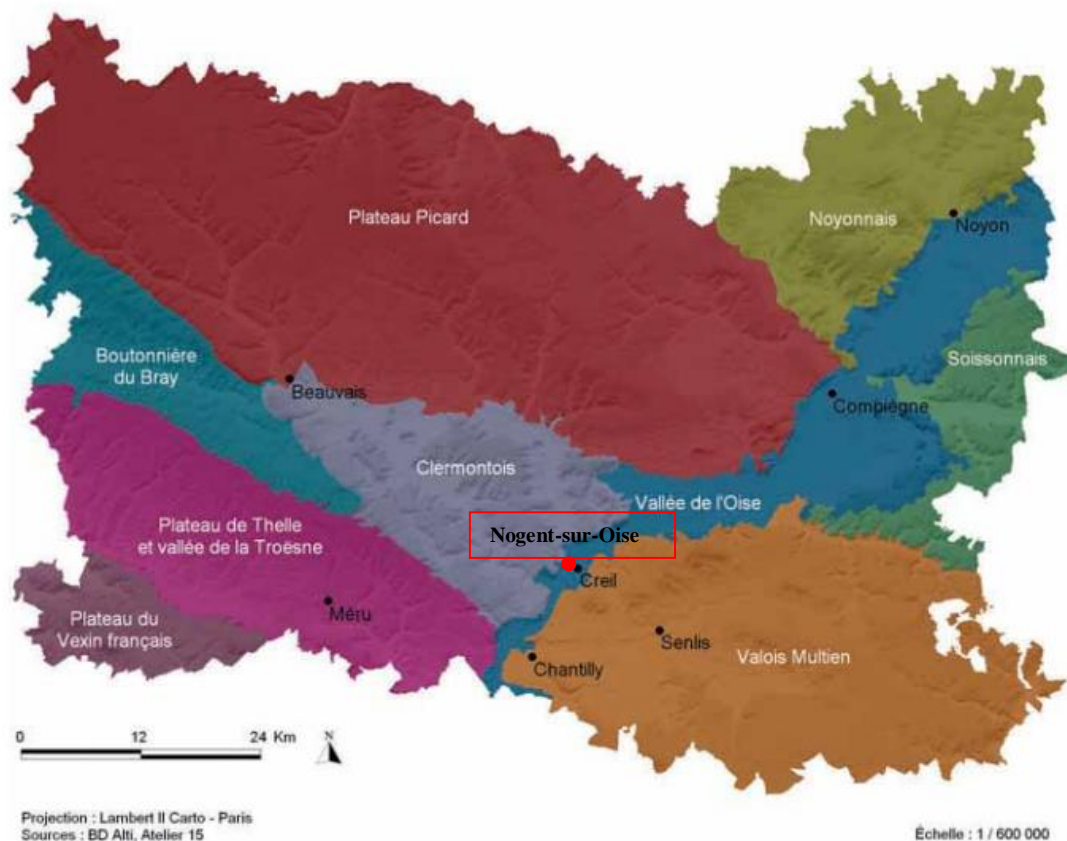 Plateau Picard
Noyonnais
Noyon
Boutonnière
du Bray
Beauvais
Soissonnais
Compiègne
Clermontois
Vallée de l'Oise
Plateau de Thelle
et vallée de la Troësne
Nogent-sur-Oise
Creil
Plateau du
Vexin français
Méru
Senlis
Chantilly
Valois Multien
0 12 24 Km
N
Projection : Lambert II Carto - Paris
Sources : BD Alti, Atelier 15
Échelle : 1 / 600 000